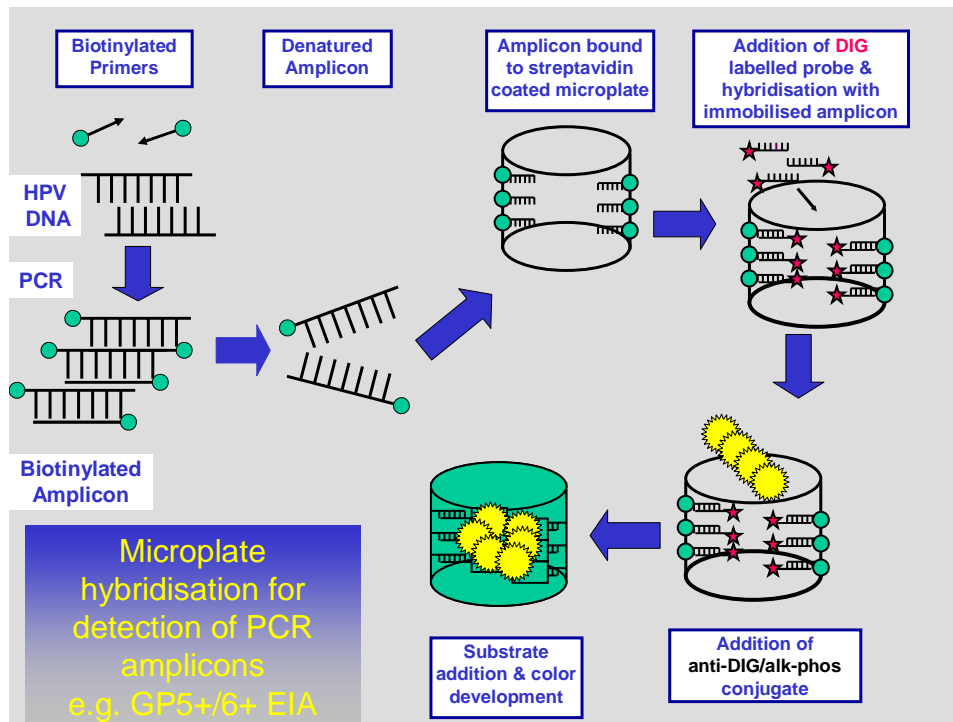 Biotinylated
Primers
Denatured
Amplicon
Amplicon bound
to streptavidin
coated microplate
Addition of DIG
labelled probe &
hybridisation with
immobilised amplicon
HPV
DNA
PCR
Biotinylated
Amplicon
Microplate
hybridisation for
detection of PCR
amplicons
e.g. GP5+/6+ EIA
Substrate
addition & color
development
Addition of
anti-DIG/alk-phos
conjugate